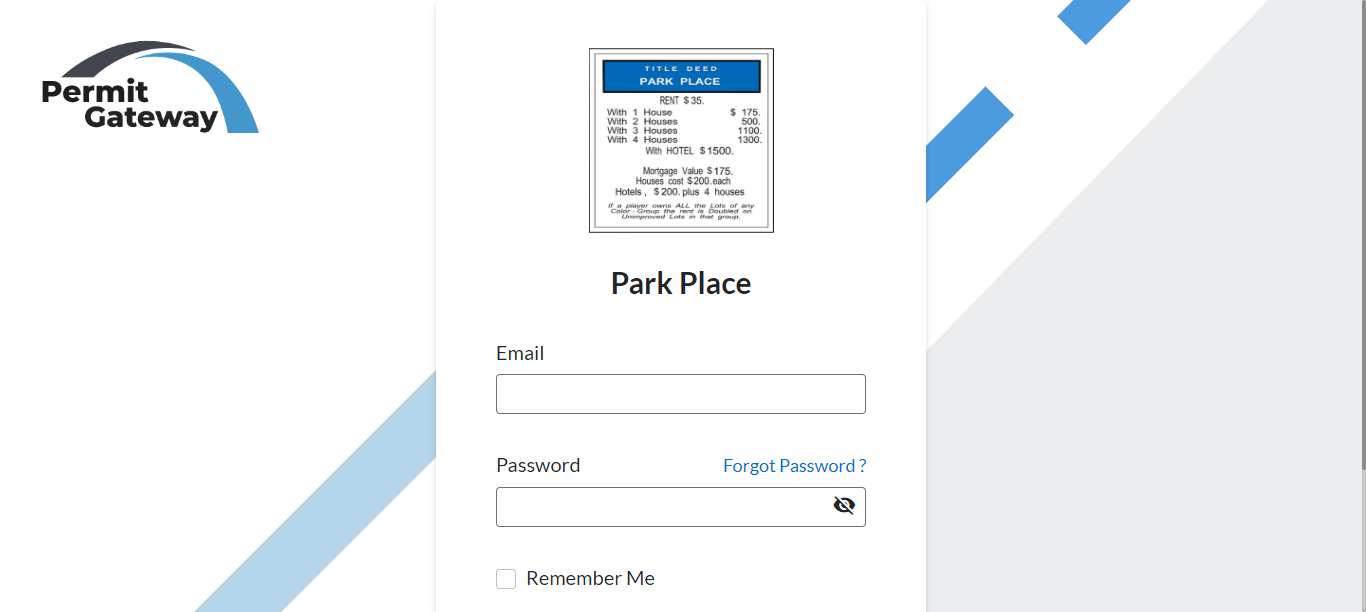 Permit
Gateway
TITLE DEED
PARK PLACE
RENT $35.
With 1 House $ 175.
With 2 Houses 500.
With 3 Houses 1100.
With 4 Houses 1300.
With HOTEL $1500.
Mortgage Value $175.
Houses cost $200. each
Hotels, $200. plus 4 houses
If a player owns ALL the Lots of any
Color-Group the rent is Doubled on
Unimproved Lots in that group.
Park Place
Email
Password Forgot Password ?
Remember Me